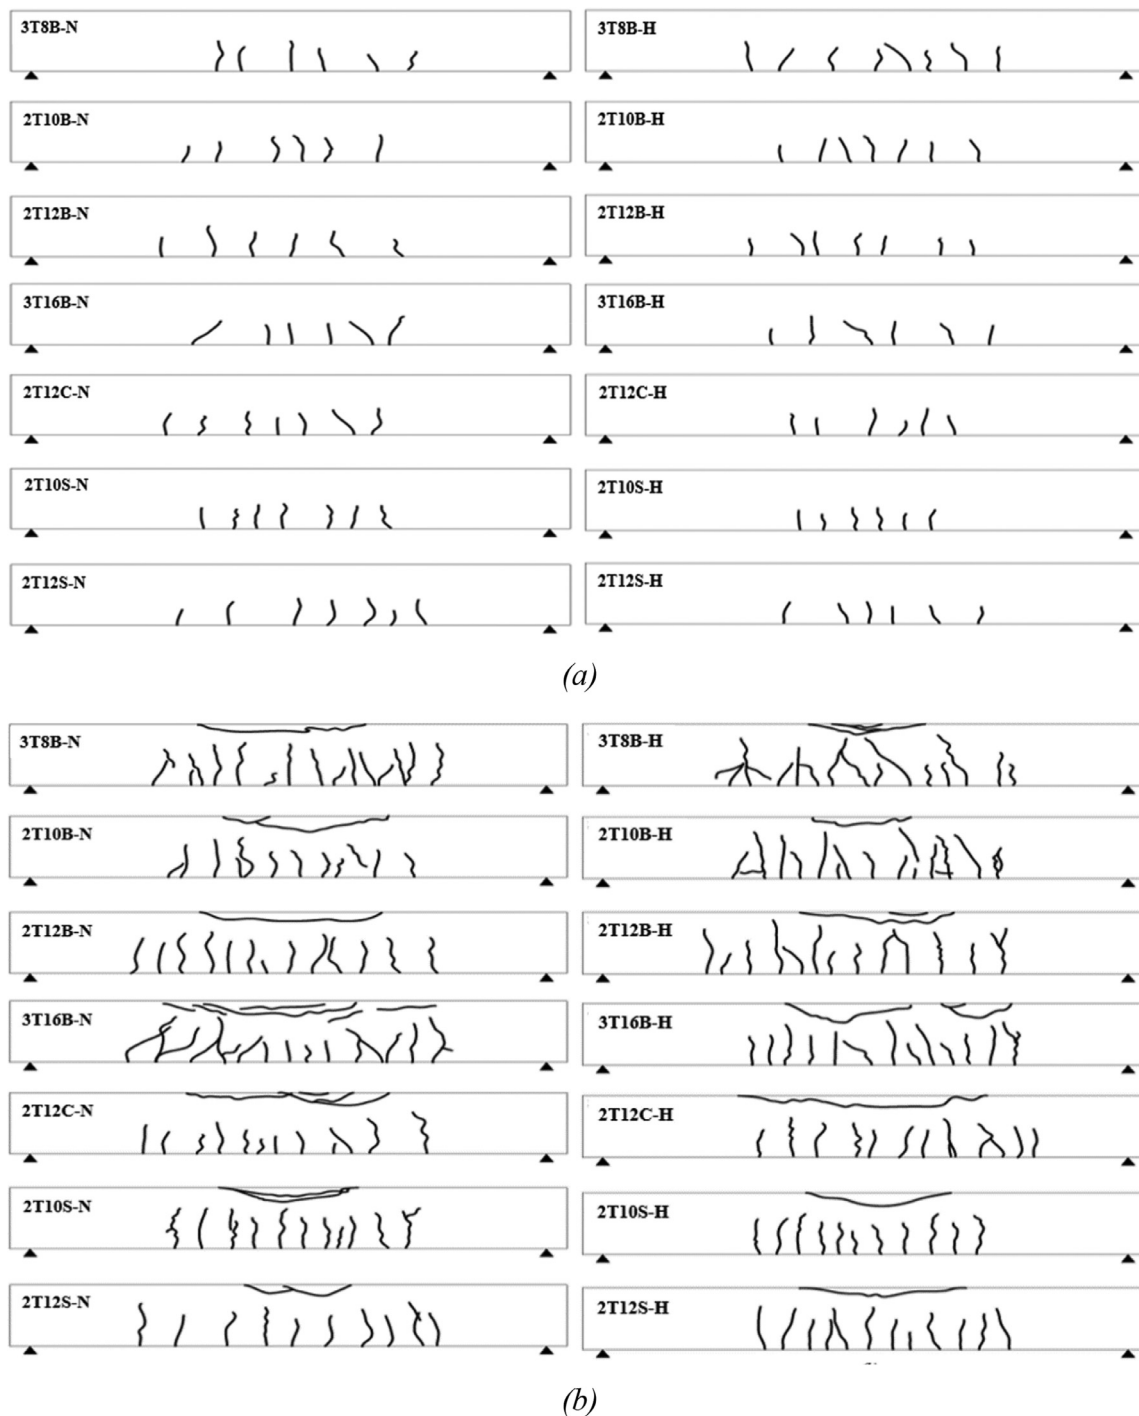 3T8B-N 3T8B-H
2T10B-N 2T10B-H
2T12B-N 2T12B-H
3T16B-N 3T16B-H
2T12C-N 2T12C-H
2T10S-N 2T10S-H
2T12S-N 2T12S-H
(a)
3T8B-N 3T8B-H
2T10B-N 2T10B-H
2T12B-N 2T12B-H
3T16B-N 3T16B-H
2T12C-N 2T12C-H
2T10S-N 2T10S-H
2T12S-N 2T12S-H
(b)